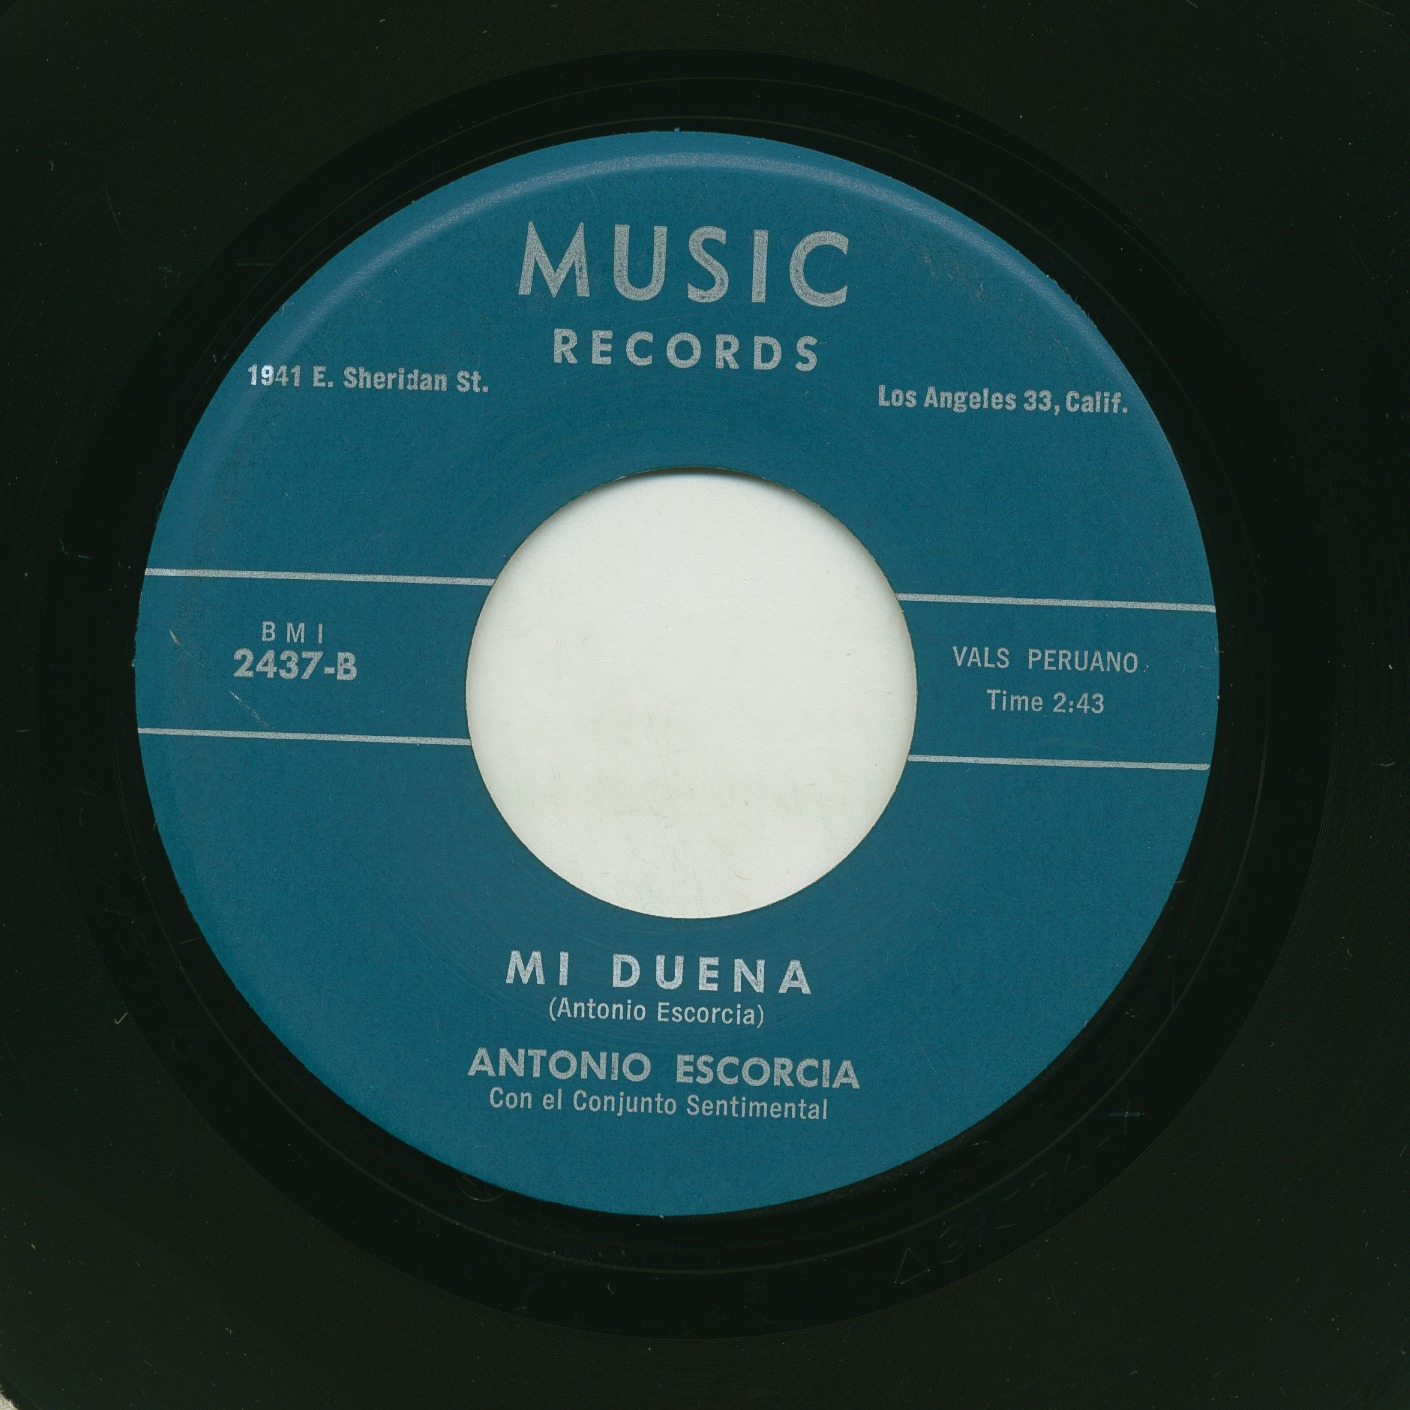 MUSIC
RECORDS
1941 E. Sheridan St.
Los Angeles 33, Calif.
BMI
2437-B
VALS PERUANO
Time 2:43
MI DUENA
(Antonio Escorcia)
ANTONIO ESCORCIA
Con el Conjunto Sentimental